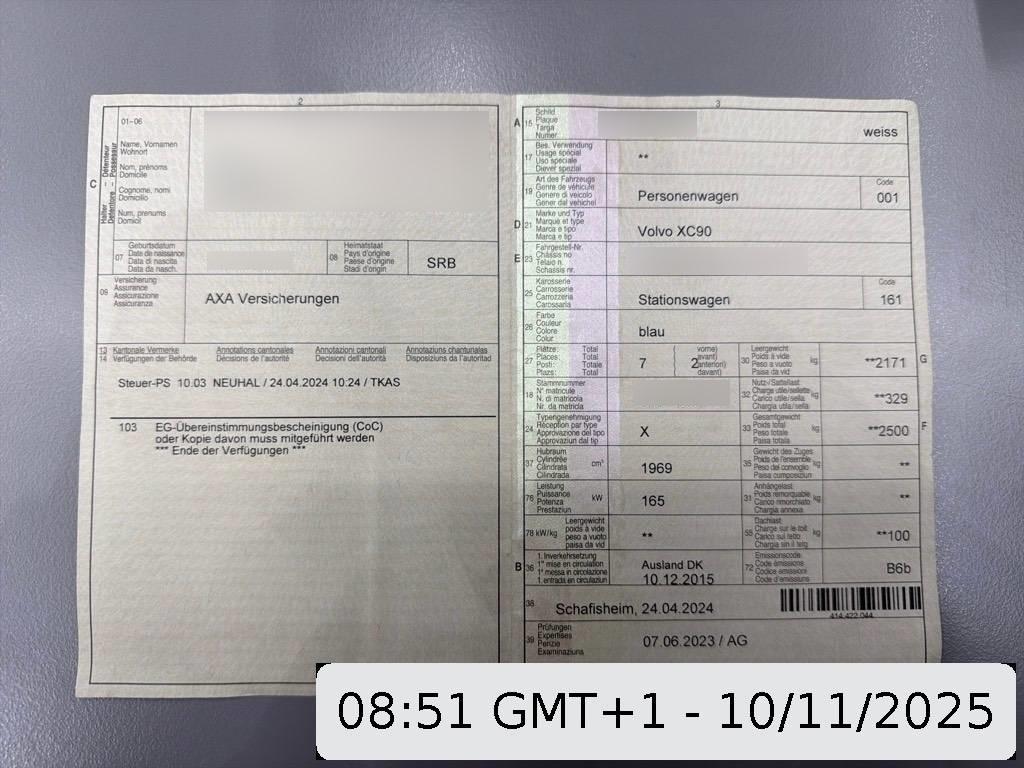 2
01-06
Name, Vornamen
Wohnort
Nom, prénoms
Domicile
Cognome, nomi
Domicilio
Num, prenums
Domicil
C
Halter
Détenteur
Detentore
Possessur
07
Geburtsdatum
Date de naissance
Data di nascita
Data da nasch.
08
Heimatstaat
Pays d'origine
Paese d'origine
Stadi d'origin
SRB
09
Versicherung
Assurance
Assicurazione
Assicuranza
AXA Versicherungen
13 Kantonale Vermerke Annotations cantonales Annotazioni cantonali Annotaziuns chantunalas
14 Verfügungen der Behörde Décisions de l'autorité Decisioni dell'autorità Disposiziuns da l'autoritad
Steuer-PS 10.03 NEUHAL / 24.04.2024 10:24 / TKAS
103 EG-Übereinstimmungsbescheinigung (CoC)
oder Kopie davon muss mitgeführt werden
*** Ende der Verfügungen ***
3
A 15
Schild
Plaque
Targa
Numer
weiss
17
Bes. Verwendung
Usage spécial
Uso speciale
Diever spezial
**
19
Art des Fahrzeugs
Genre de véhicule
Genere di veicolo
Gener dal vehichel
Personenwagen
Code
001
D 21
Marke und Typ
Marque et type
Marca e tipo
Marca e tip
Volvo XC90
E 23
Fahrgestell-Nr.
Châssis no
Telaio n.
Schassis nr.
25
Karosserie
Carrosserie
Carrozzeria
Carossaria
Stationswagen
Code
161
26
Farbe
Couleur
Colore
Colur
blau
27
Plätze: Total
Places: Total
Posti: Totale
Plazs: Total
7
( vorne)
avant)
2 anteriori)
davant)
30
Leergewicht
Poids à vide
Peso a vuoto
Paisa da vid
kg
**2171
G
18
Stammnummer
N° matricule
N. di matricola
Nr. da matricla
32
Nutz-/Sattellast
Charge utile/sellette
Carico utile/sella
Chargia utila/sella
kg
**329
24
Typengenehmigung
Réception par type
Approvazione del tipo
Approvaziun dal tip
X
33
Gesamtgewicht
Poids total
Peso totale
Paisa totala
kg
**2500
F
37
Hubraum
Cylindrée
Cilindrata
Cilindrada
cm³
1969
35
Gewicht des Zuges
Poids de l'ensemble
Peso del convoglio
Paisa cumposiziun
kg
**
76
Leistung
Puissance
Potenza
Prestaziun
kW
165
31
Anhängelast
Poids remorquable
Carico rimorchiato
Chargia annexa
kg
**
78 kW/kg
Leergewicht
poids à vide
peso a vuoto
paisa da vid
**
55
Dachlast
Charge sur le toit
Carico sul tetto
Chargia sin il tetg
kg
**100
B 36
1. Inverkehrsetzung
1re mise en circulation
1a messa in circolazione
1. entrada en circulaziun
Ausland DK
10.12.2015
72
Emissionscode
Code émissions
Codice emissioni
Code d'emissiuns
B6b
38
Schafisheim, 24.04.2024
414.422.044
39
Prüfungen
Expertises
Perizie
Examinaziuns
07.06.2023 / AG
08:51 GMT+1 - 10/11/2025